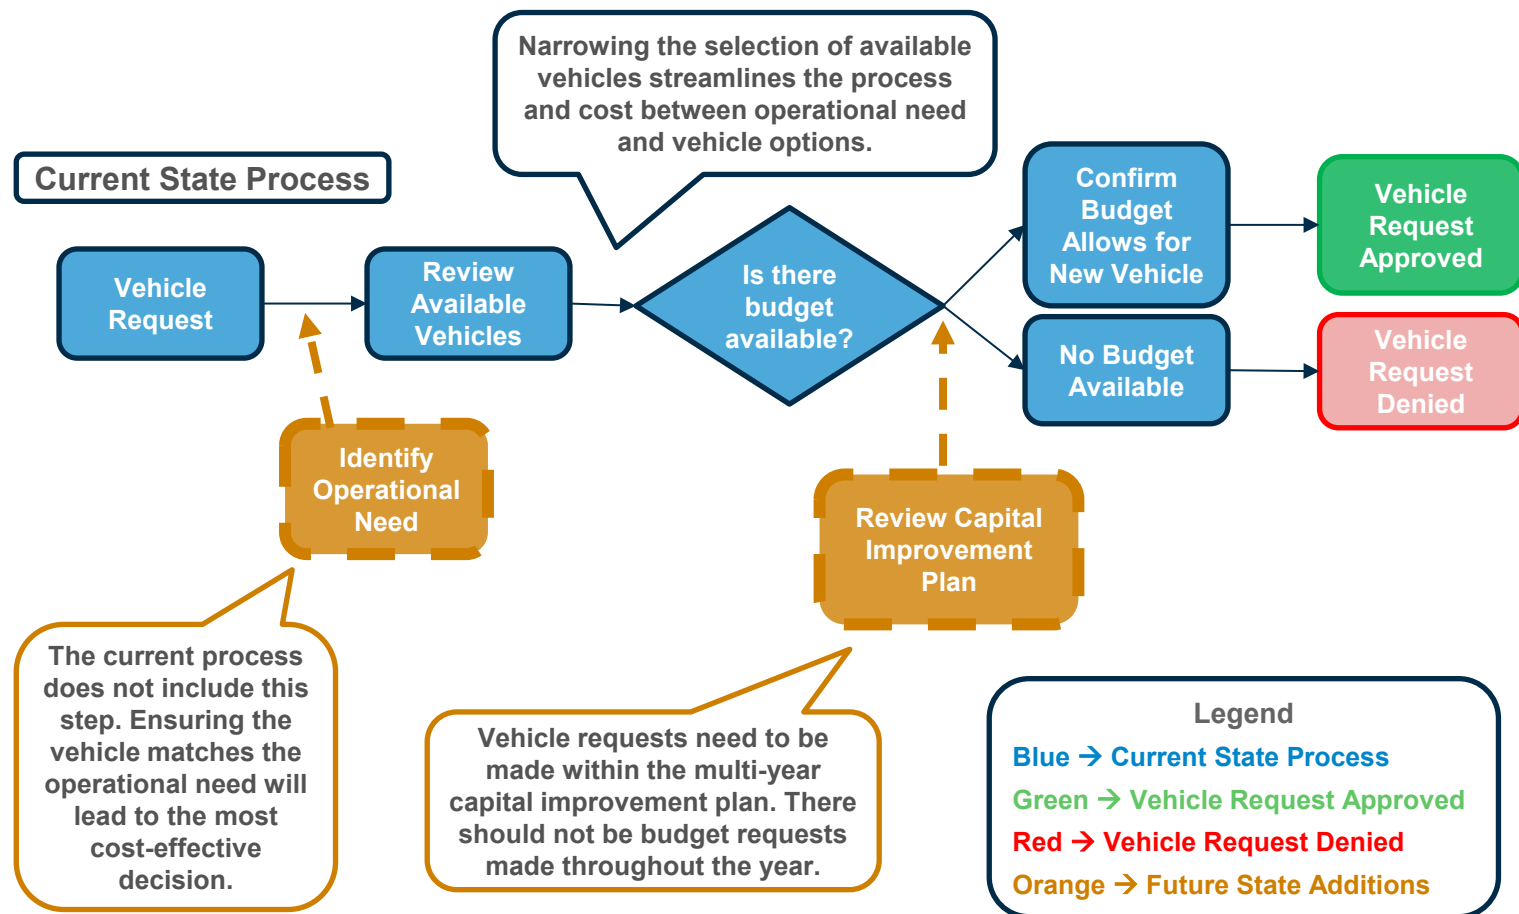 Narrowing the selection of available
vehicles streamlines the process
and cost between operational need
and vehicle options.
Current State Process
Vehicle
Request
Review
Available
Vehicles
Is there
budget
available?
Confirm
Budget
Allows for
New Vehicle
Vehicle
Request
Approved
No Budget
Available
Vehicle
Request
Denied
Identify
Operational
Need
Review Capital
Improvement
Plan
The current process
does not include this
step. Ensuring the
vehicle matches the
operational need will
lead to the most
cost-effective
decision.
Vehicle requests need to be
made within the multi-year
capital improvement plan. There
should not be budget requests
made throughout the year.
Legend
Blue → Current State Process
Green → Vehicle Request Approved
Red → Vehicle Request Denied
Orange → Future State Additions